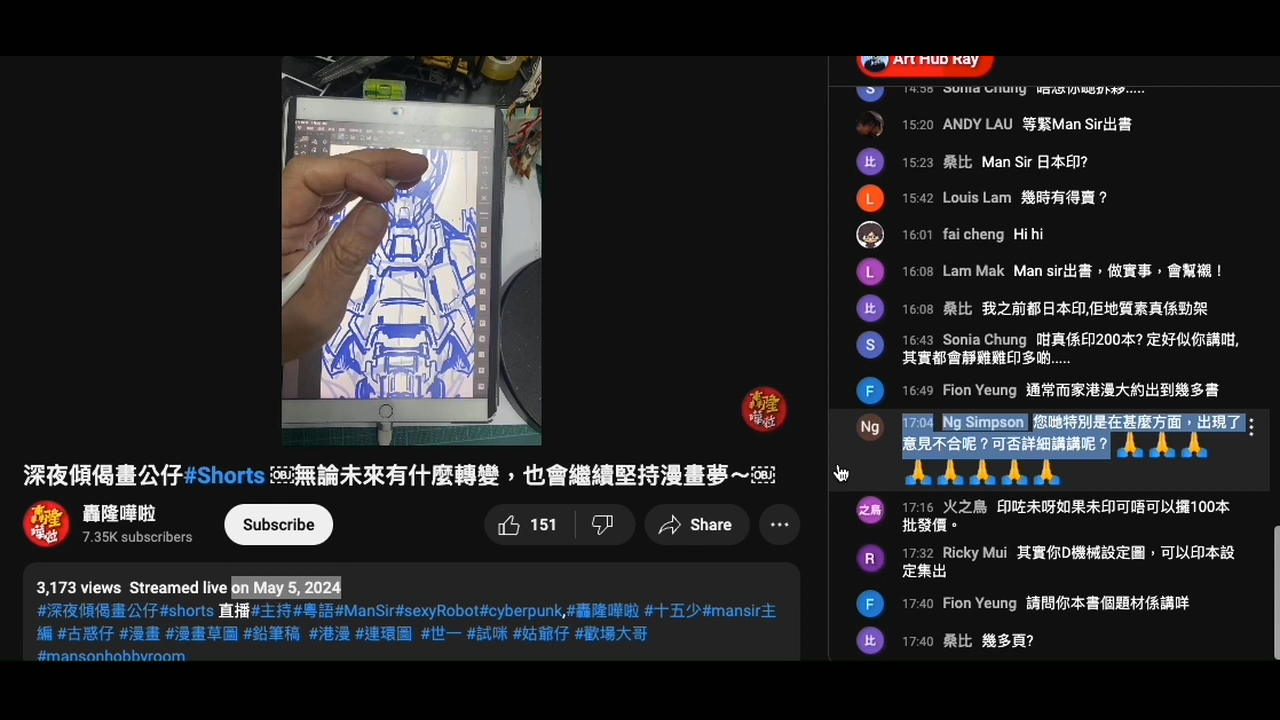 Art Hub Ray
14:58 Sonia Chung
15:20 ANDY LAU 等緊Man Sir出書
比 15:23 桑比 Man Sir 日本印?
L 15:42 Louis Lam 幾時有得賣？
16:01 fai cheng Hi hi
L 16:08 Lam Mak Man sir出書，做實事，會幫襯！
比 16:08 桑比 我之前都日本印,佢地質素真係勁架
S 16:43 Sonia Chung 咁真係印200本? 定好似你講咁,
其實都會靜雞雞印多啲.....
F 16:49 Fion Yeung 通常而家港漫大約出到幾多書
Ng 17:04 Ng Simpson 您哋特別是在甚麼方面，出現了
意見不合呢？可否詳細講講呢？🙏🙏🙏
🙏🙏🙏🙏🙏
之鳥 17:16 火之鳥 印咗未呀如果未印可唔可以攞100本
批發價。
R 17:32 Ricky Mui 其實你D機械設定圖，可以印本設
定集出
F 17:40 Fion Yeung 請問你本書個題材係講咩
比 17:40 桑比 幾多頁?
深夜傾偈畫公仔#Shorts ￼無論未來有什麼轉變，也會繼續堅持漫畫夢～￼
轟隆嘩啦
7.35K subscribers
Subscribe
151
Share
3,173 views Streamed live on May 5, 2024
#深夜傾偈畫公仔#shorts 直播#主持#粵語#ManSir#sexyRobot#cyberpunk,#轟隆嘩啦 #十五少#mansir主
編 #古惑仔 #漫畫 #漫畫草圖 #鉛筆稿 #港漫 #連環圖 #世一 #試咪 #姑爺仔 #歡場大哥
#mansonhobbyroom